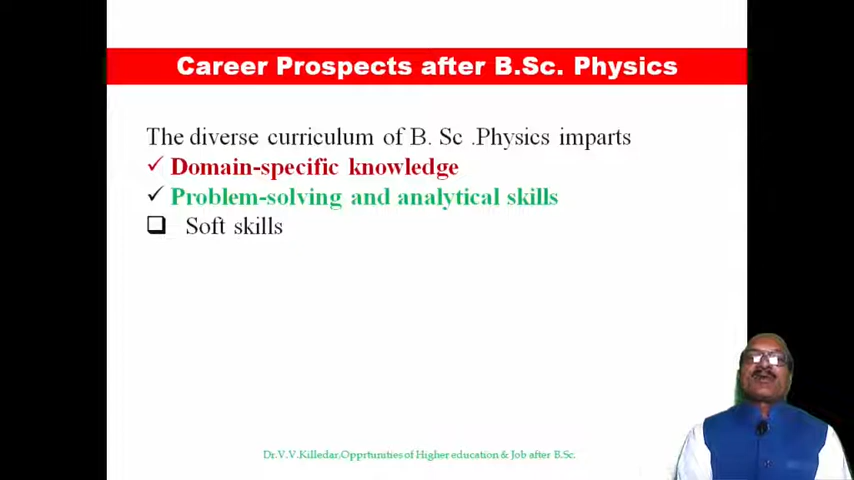 Career Prospects after B.Sc. Physics
The diverse curriculum of B. Sc .Physics imparts
✓ Domain-specific knowledge
✓ Problem-solving and analytical skills
❑ Soft skills
Dr.V.V.Killedar.Opprtunities of Higher education & Job after B.Sc.